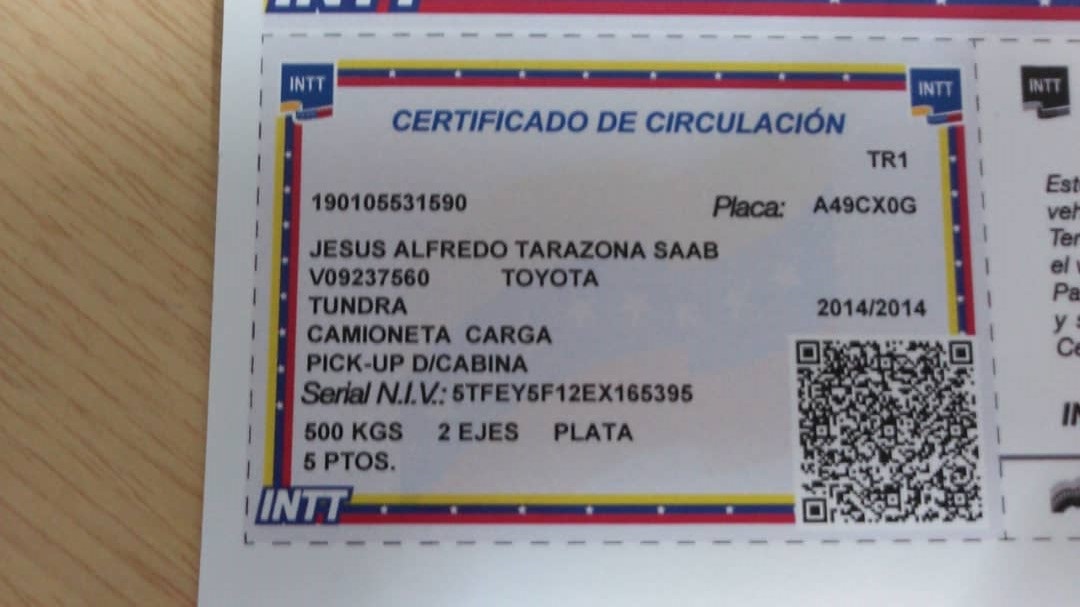 INTT
INTT
INTT
INTT
CERTIFICADO DE CIRCULACIÓN
TR1
190105531590 Placa: A49CX0G
JESUS ALFREDO TARAZONA SAAB
V09237560 TOYOTA
TUNDRA 2014/2014
CAMIONETA CARGA
PICK-UP D/CABINA
Serial N.I.V.: 5TFEY5F12EX165395
500 KGS 2 EJES PLATA
5 PTOS.
INTT
Est
veh
Ter
el v
Pa
y s
Ce